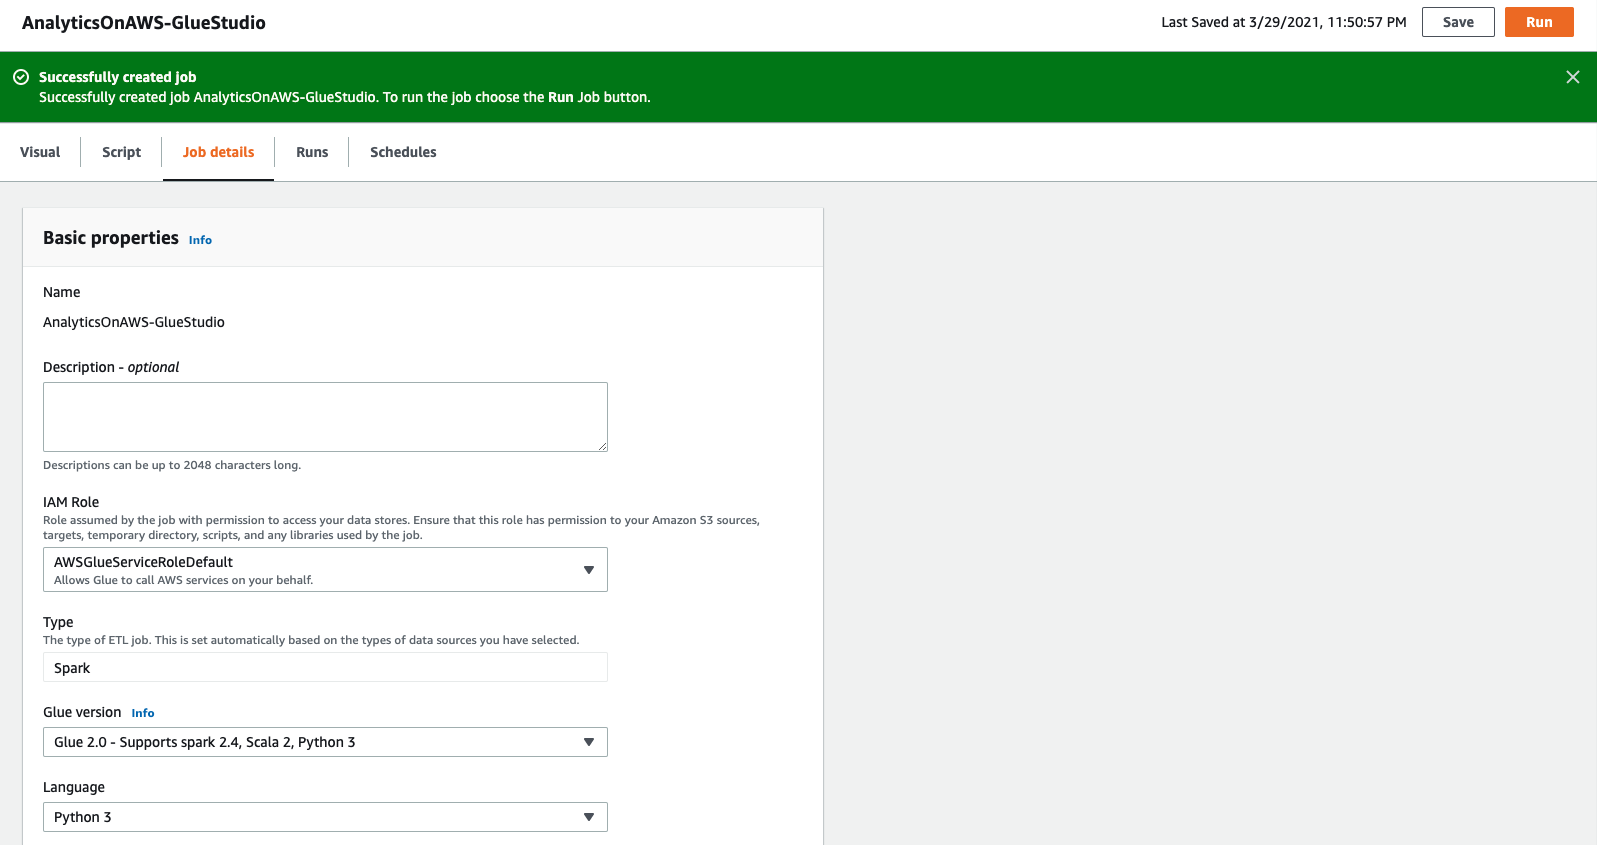 AnalyticsOnAWS-GlueStudio
Last Saved at 3/29/2021, 11:50:57 PM
Save
Run
Successfully created job
Successfully created job AnalyticsOnAWS-GlueStudio. To run the job choose the Run Job button.
Visual
Script
Job details
Runs
Schedules
Basic properties Info
Name
AnalyticsOnAWS-GlueStudio
Description - optional
Descriptions can be up to 2048 characters long.
IAM Role
Role assumed by the job with permission to access your data stores. Ensure that this role has permission to your Amazon S3 sources,
targets, temporary directory, scripts, and any libraries used by the job.
AWSGlueServiceRoleDefault
Allows Glue to call AWS services on your behalf.
Type
The type of ETL job. This is set automatically based on the types of data sources you have selected.
Spark
Glue version Info
Glue 2.0 - Supports spark 2.4, Scala 2, Python 3
Language
Python 3